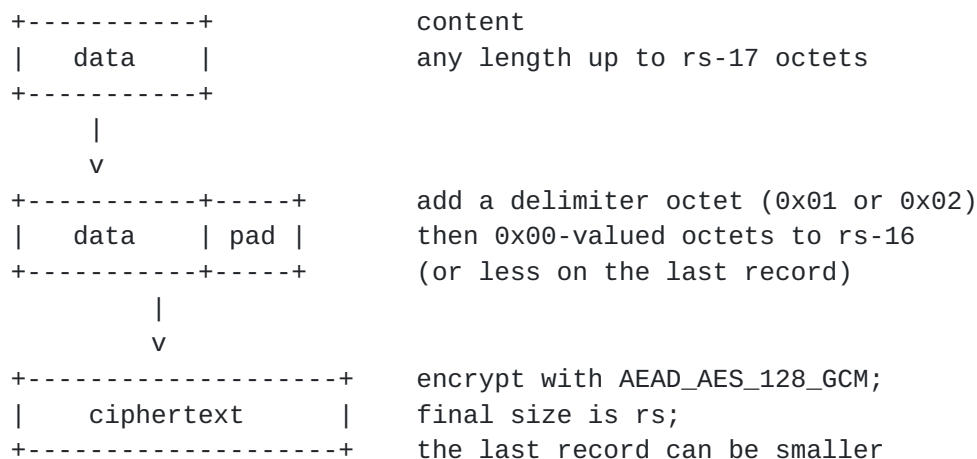 +-----------+             content
|   data    |             any length up to rs-17 octets
+-----------+
     |
     v
+-----------+-----+       add a delimiter octet (0x01 or 0x02)
|   data    | pad |       then 0x00-valued octets to rs-16
+-----------+-----+       (or less on the last record)
         |
         v
+--------------------+    encrypt with AEAD_AES_128_GCM;
|    ciphertext      |    final size is rs;
+--------------------+    the last record can be smaller